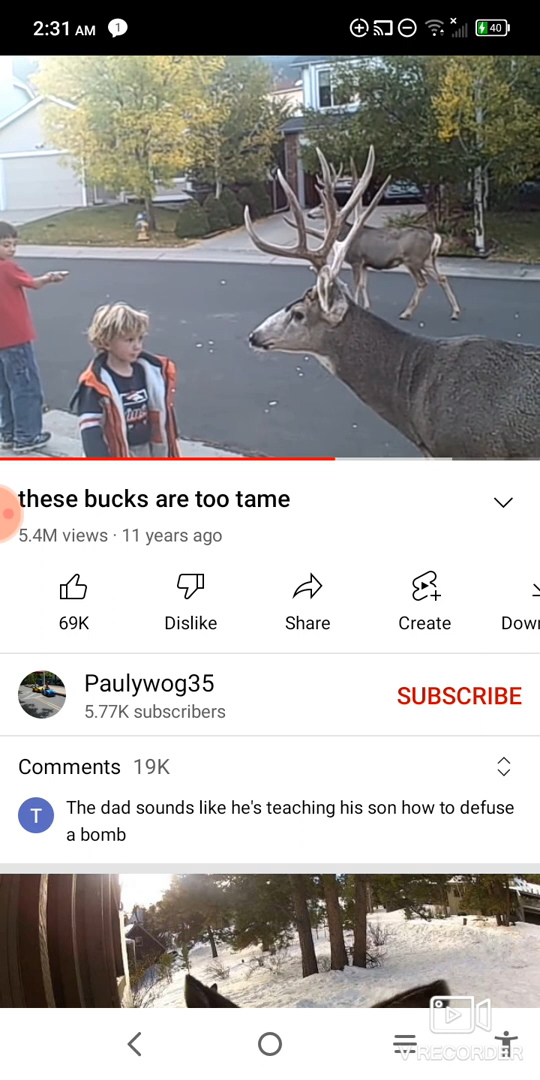 2:31 AM 1 40
these bucks are too tame
5.4M views · 11 years ago
69K Dislike Share Create Down
Paulywog35
5.77K subscribers
SUBSCRIBE
Comments 19K
T
The dad sounds like he's teaching his son how to defuse
a bomb
V RECORDER